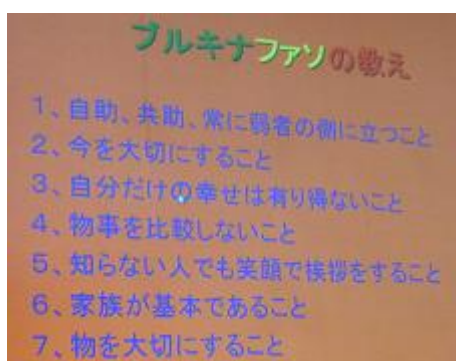 ブルキナファソの教え
1、自助、共助、常に弱者の側に立つこと
2、今を大切にすること
3、自分だけの幸せは有り得ないこと
4、物事を比較しないこと
5、知らない人でも笑顔で挨拶をすること
6、家族が基本であること
7、物を大切にすること